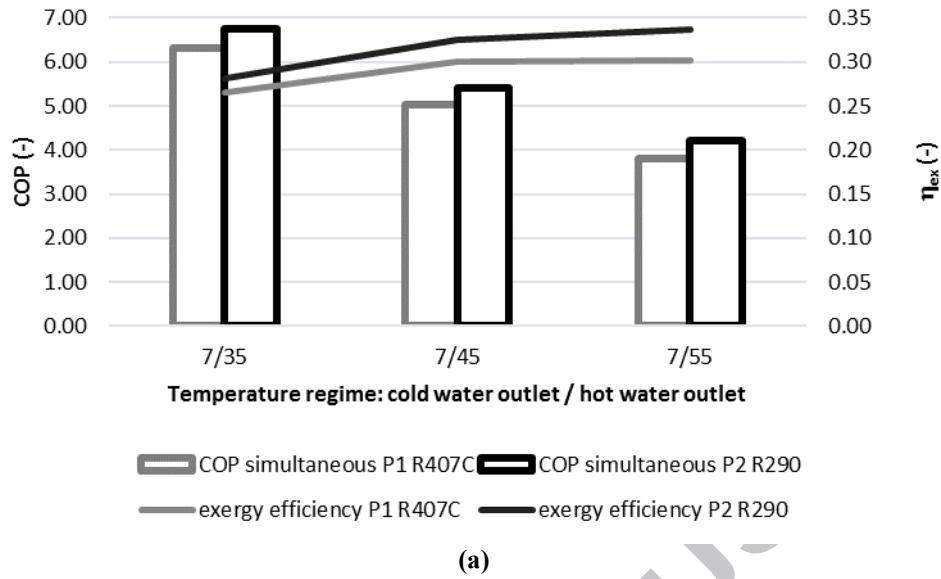 7.00 0.35
6.00 0.30
5.00 0.25
4.00 0.20
3.00 0.15
2.00 0.10
1.00 0.05
0.00 0.00
COP (-)
ηex (-)
7/35 7/45 7/55
Temperature regime: cold water outlet / hot water outlet
COP simultaneous P1 R407C COP simultaneous P2 R290
exergy efficiency P1 R407C exergy efficiency P2 R290
(a)